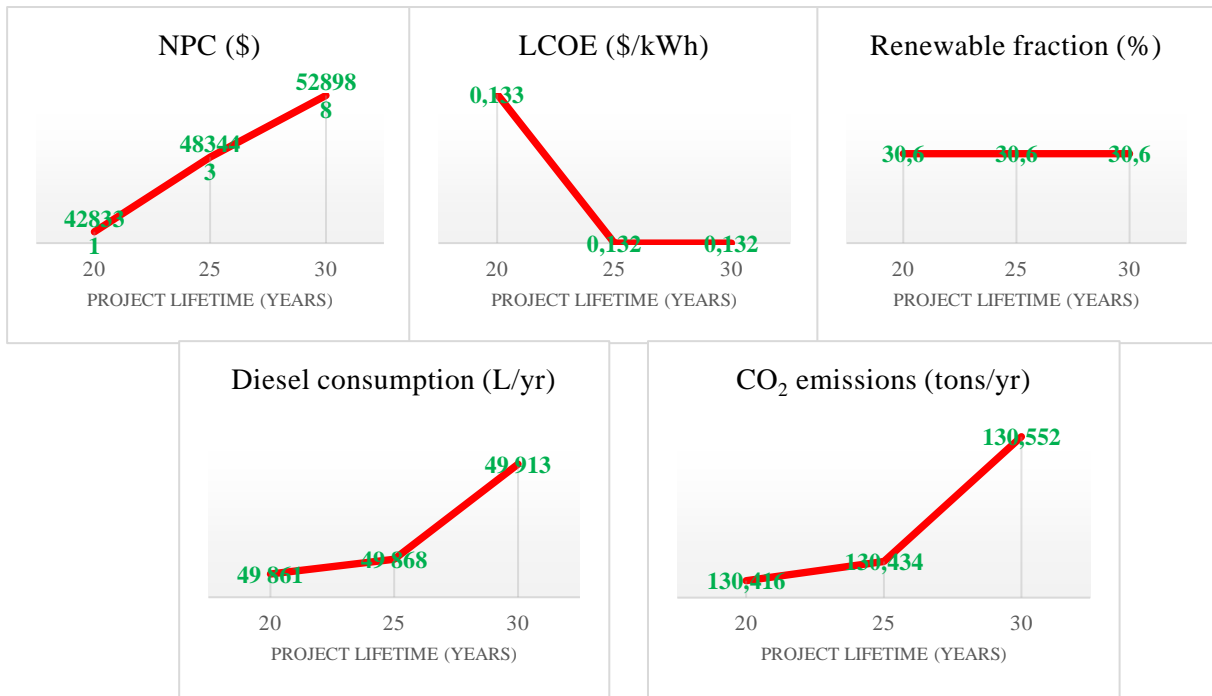 NPC ($)
52898
8
48344
3
42833
1
20 25 30
PROJECT LIFETIME (YEARS)
LCOE ($/kWh)
0,133
0,132 0,132
20 25 30
PROJECT LIFETIME (YEARS)
Renewable fraction (%)
30,6 30,6 30,6
20 25 30
PROJECT LIFETIME (YEARS)
Diesel consumption (L/yr)
49 913
49 861 49 868
20 25 30
PROJECT LIFETIME (YEARS)
CO₂ emissions (tons/yr)
130,552
130,416 130,434
20 25 30
PROJECT LIFETIME (YEARS)